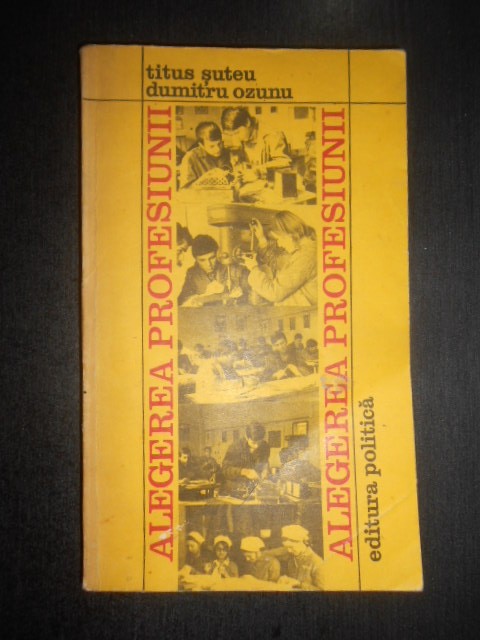 titus șuteu
dumitru ozunu
ALEGEREA PROFESIUNII
ALEGEREA PROFESIUNII
editura politică